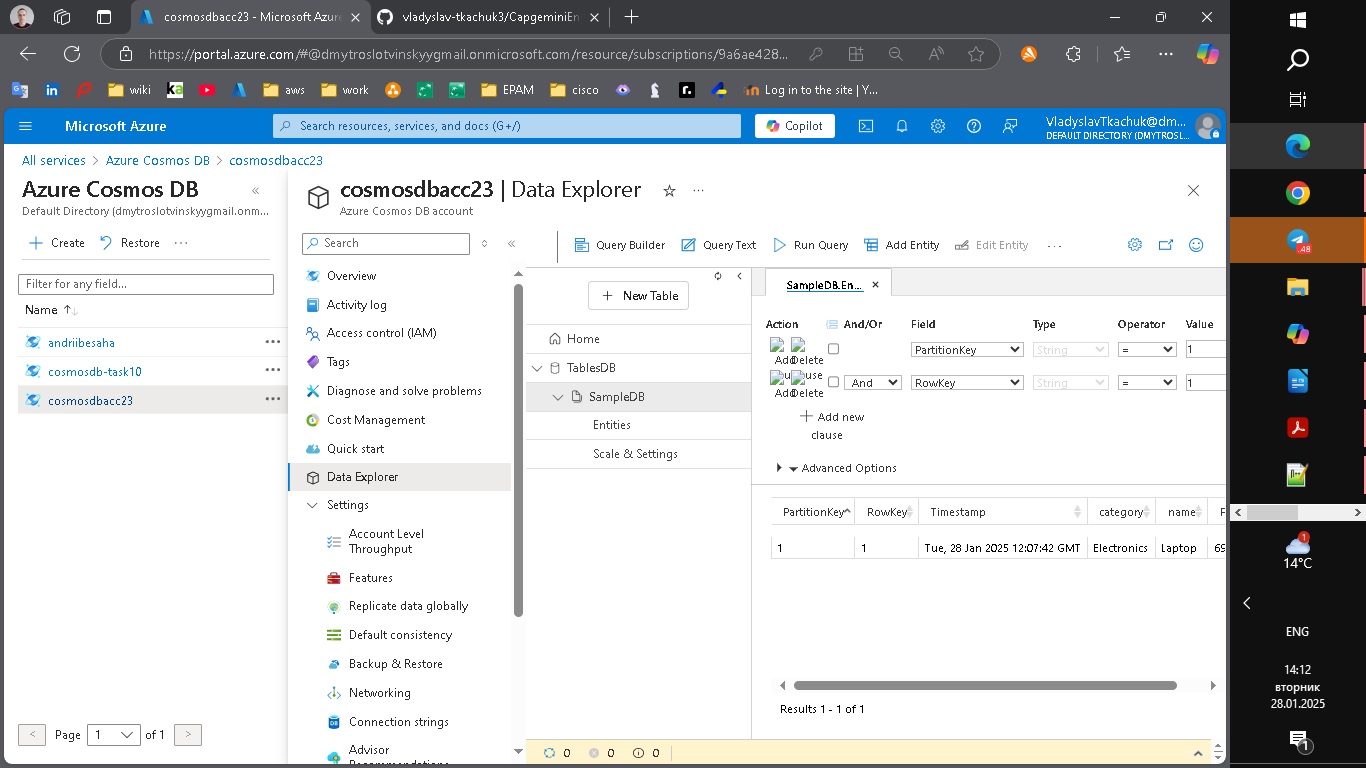 cosmosdbacc23 - Microsoft Azur
vladyslav-tkachuk3/CapgeminiEn
https://portal.azure.com/#@dmytroslotvinskyygmail.onmicrosoft.com/resource/subscriptions/9a6ae428...
wiki
ka
aws
work
EPAM
cisco
r.
Log in to the site | Y...
Microsoft Azure
Search resources, services, and docs (G+/)
Copilot
VladyslavTkachuk@dm...
DEFAULT DIRECTORY (DMYTROSL...
All services > Azure Cosmos DB > cosmosdbacc23
Azure Cosmos DB
Default Directory (dmytroslotvinskyygmail.onm...
Create
Restore
Filter for any field...
Name
andriibesaha
cosmosdb-task10
cosmosdbacc23
Page 1 of 1
cosmosdbacc23 | Data Explorer
Azure Cosmos DB account
Search
Overview
Activity log
Access control (IAM)
Tags
Diagnose and solve problems
Cost Management
Quick start
Data Explorer
Settings
Account Level
Throughput
Features
Replicate data globally
Default consistency
Backup & Restore
Networking
Connection strings
Advisor
Recommendations
Query Builder
Query Text
Run Query
Add Entity
Edit Entity
New Table
Home
TablesDB
SampleDB
Entities
Scale & Settings
SampleDB.En...
Action And/Or Field Type Operator Value
Add Delete PartitionKey String = 1
Add Delete And RowKey String = 1
Add new
clause
Advanced Options
PartitionKey RowKey Timestamp category name
1 1 Tue, 28 Jan 2025 12:07:42 GMT Electronics Laptop
Results 1 - 1 of 1
0 0 0
48
1
14°C
ENG
14:12
вторник
28.01.2025
1